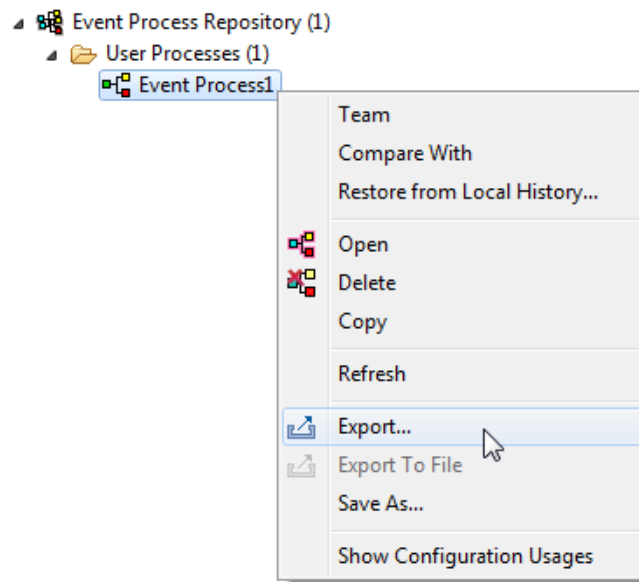 Event Process Repository (1)
User Processes (1)
Event Process1
Team
Compare With
Restore from Local History...
Open
Delete
Copy
Refresh
Export...
Export To File
Save As...
Show Configuration Usages